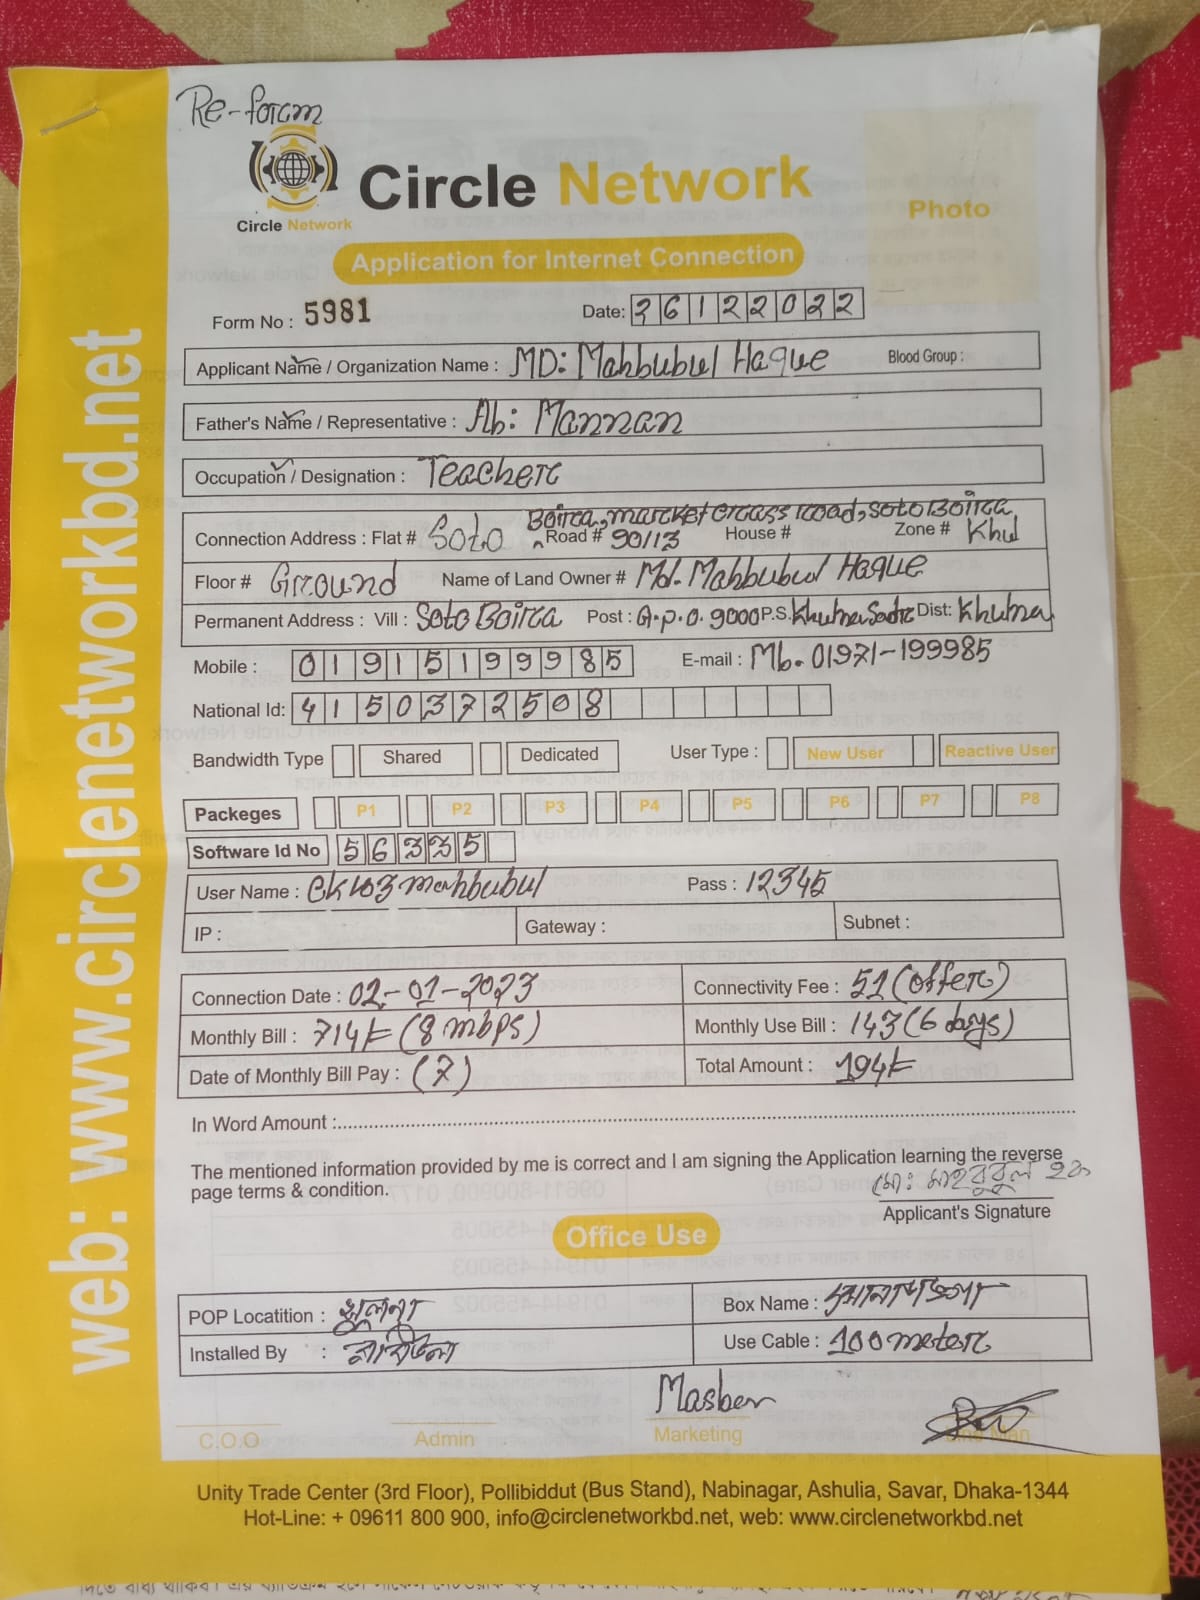 Re-foram
Circle Network
Circle Network
Photo
Application for Internet Connection
Form No : 5981 Date: 26122022
Applicant Name / Organization Name : MD: Mahbubul Haque Blood Group :
Father's Name / Representative : Ab: Mannan
Occupation / Designation : Teacher
Boira, market cross road, Soto Boira,
Connection Address : Flat # Soto Road # 90/13 House # Zone # Khul
Floor # Ground Name of Land Owner # Md. Mahbubul Haque
Permanent Address : Vill : Soto Boira Post : G.p.o. 9000 P.S. Khulna Sadr Dist: Khulna
Mobile : 01915199985 E-mail : Mb. 01971-199985
National Id: 4150372508
Bandwidth Type Shared Dedicated User Type : New User Reactive User
Packeges P1 P2 P3 P4 P5 P6 P7 P8
Software Id No 56335
User Name : Pass : 12345
IP : Gateway : Subnet :
Connection Date : 02-01-2023 Connectivity Fee : 51 (offer)
Monthly Bill : 714/= (8 mbps) Monthly Use Bill : 143 (6 days)
Date of Monthly Bill Pay : (7) Total Amount : 194/=
In Word Amount :
The mentioned information provided by me is correct and I am signing the Application learning the reverse
page terms & condition.
মোঃ মাহবুবুল হক
Applicant's Signature
Office Use
POP Locatition : খুলনা Box Name :
Installed By : Use Cable : 100 meter
C.O.O Admin Marketing
Unity Trade Center (3rd Floor), Pollibiddut (Bus Stand), Nabinagar, Ashulia, Savar, Dhaka-1344
Hot-Line: + 09611 800 900, info@circlenetworkbd.net, web: www.circlenetworkbd.net
web: www.circlenetworkbd.net